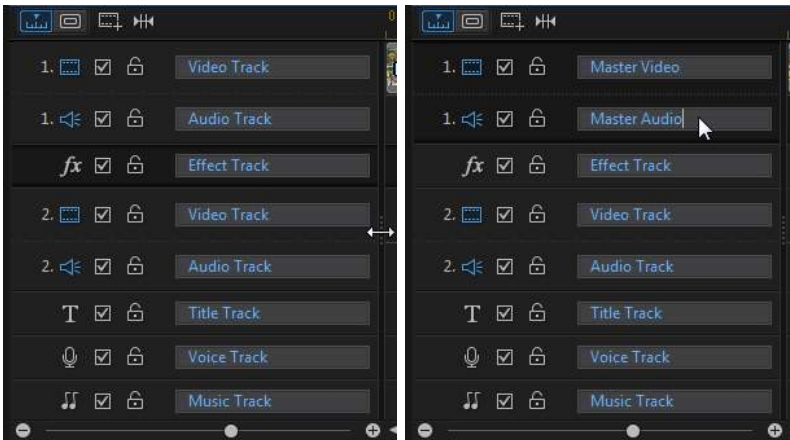 1. Video Track
1. Audio Track
fx Effect Track
2. Video Track
2. Audio Track
T Title Track
Voice Track
Music Track
1. Master Video
1. Master Audio
fx Effect Track
2. Video Track
2. Audio Track
T Title Track
Voice Track
Music Track